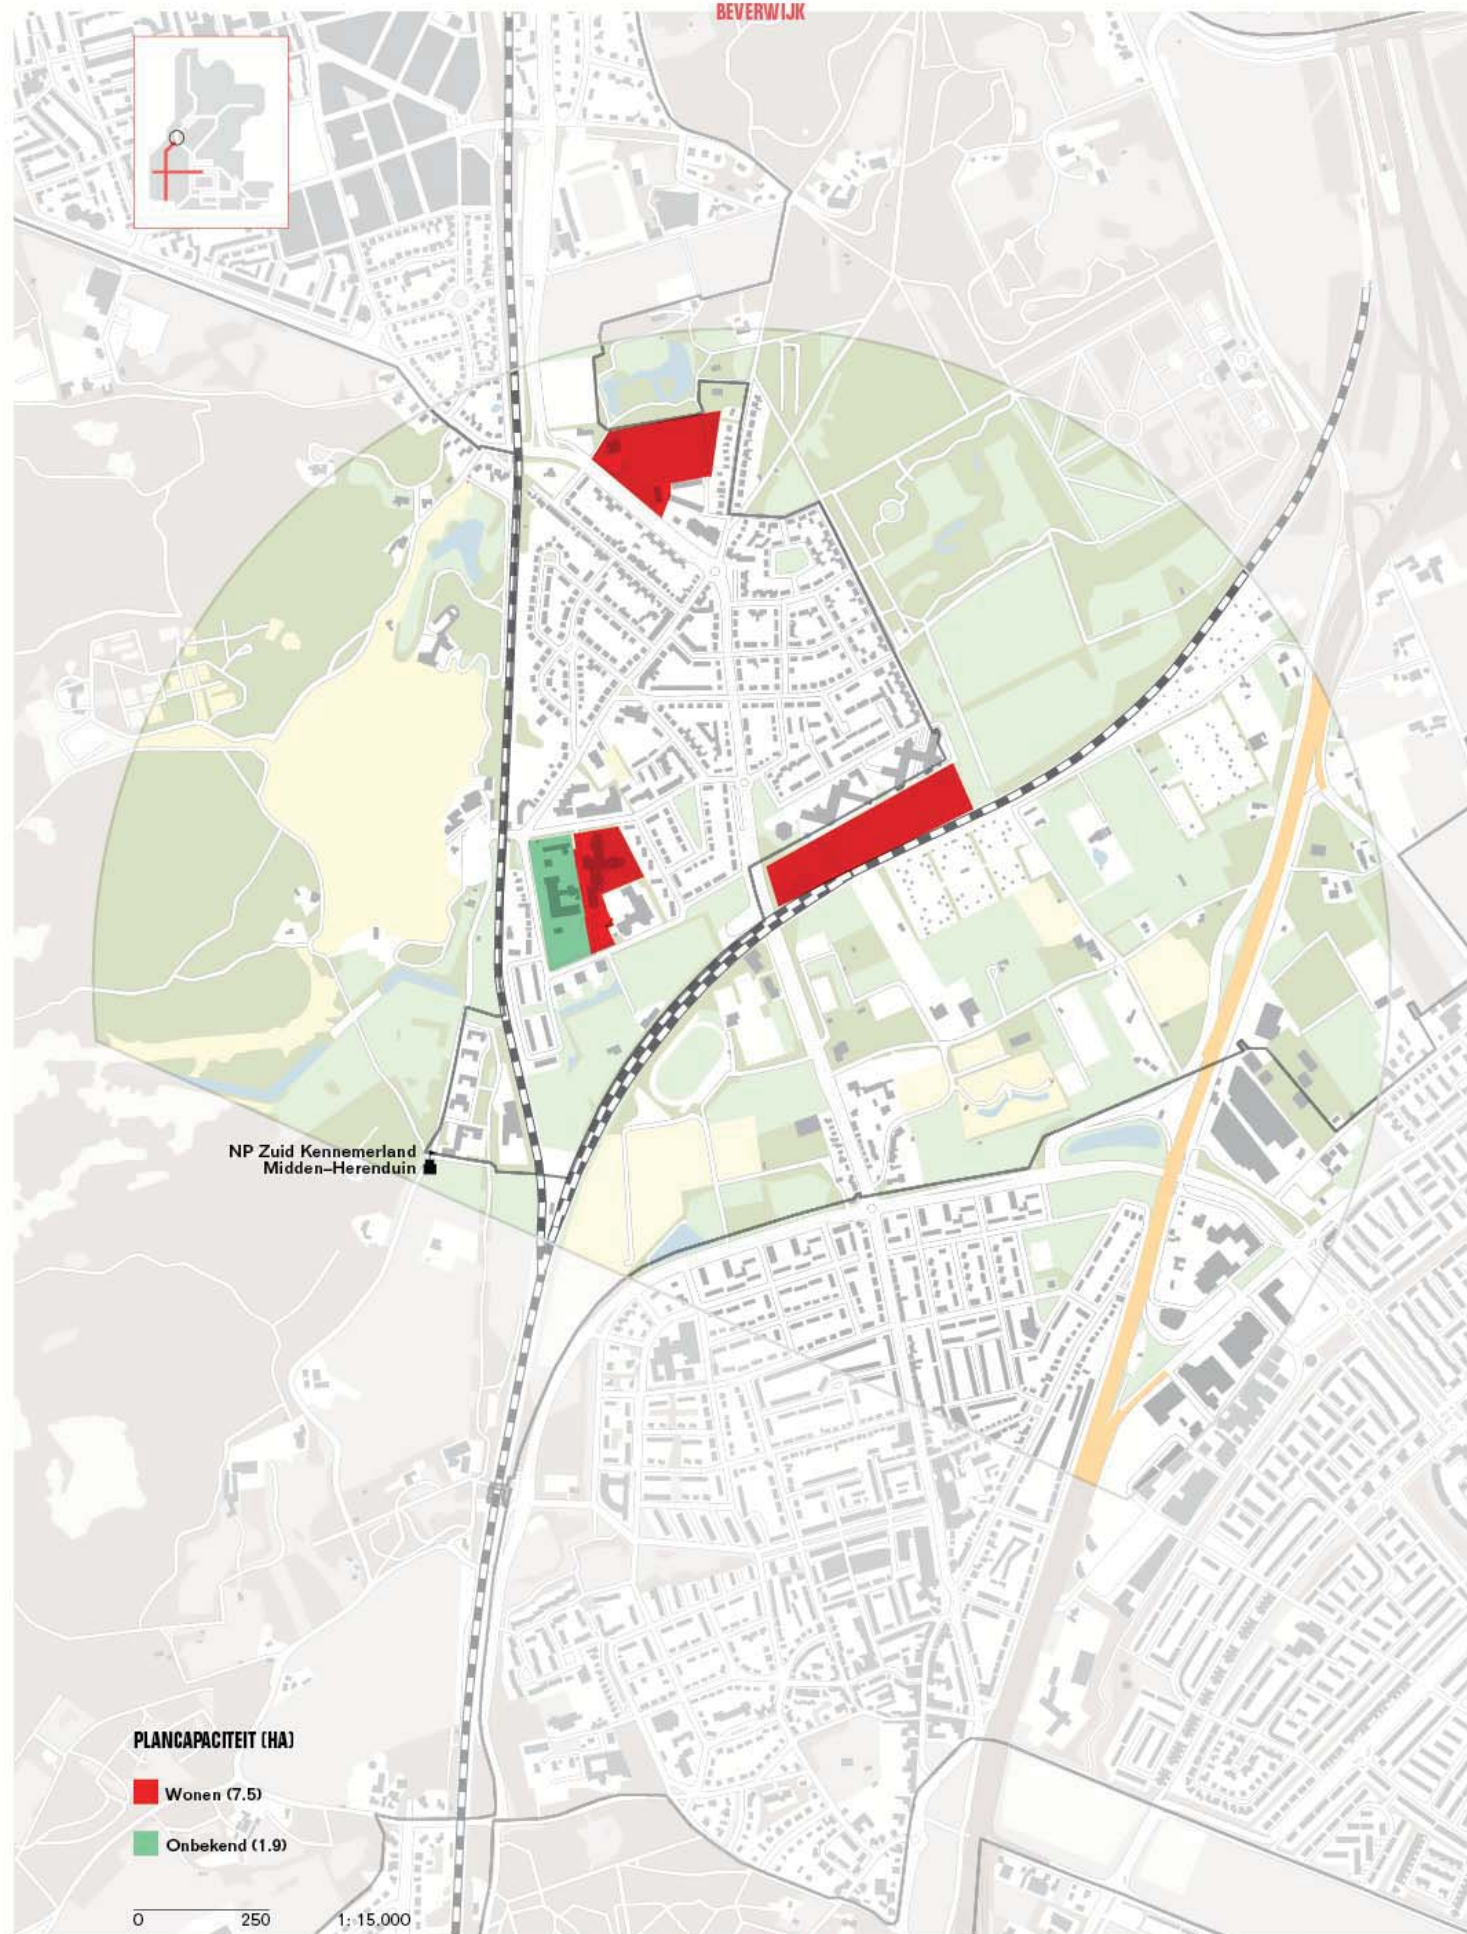 BEVERWIJK
NP Zuid Kennemerland
Midden–Herenduin
PLANCAPACITEIT (HA)
Wonen (7.5)
Onbekend (1.9)
0 250 1: 15.000